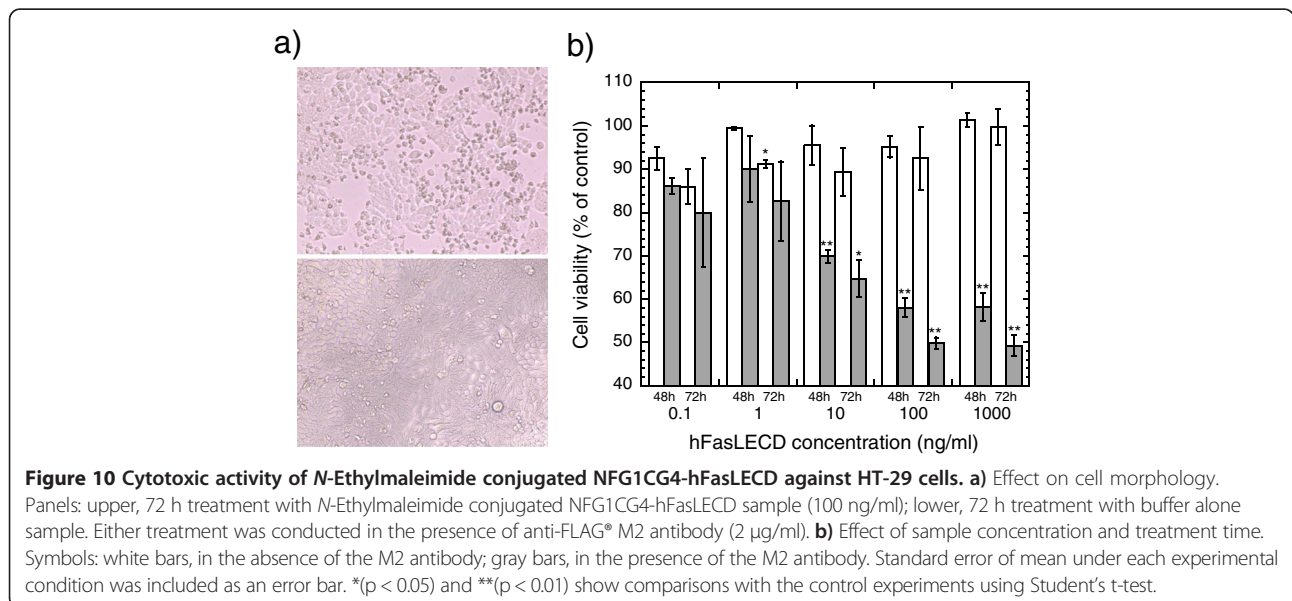 a)
b)
110
100
90
80
70
60
50
40
Cell viability (% of control)
*
**
*
**
**
**
**
48h 72h 48h 72h 48h 72h 48h 72h 48h 72h
0.1 1 10 100 1000
hFasLECD concentration (ng/ml)
Figure 10 Cytotoxic activity of N-Ethylmaleimide conjugated NFG1CG4-hFasLECD against HT-29 cells. a) Effect on cell morphology.
Panels: upper, 72 h treatment with N-Ethylmaleimide conjugated NFG1CG4-hFasLECD sample (100 ng/ml); lower, 72 h treatment with buffer alone
sample. Either treatment was conducted in the presence of anti-FLAG® M2 antibody (2 μg/ml). b) Effect of sample concentration and treatment time.
Symbols: white bars, in the absence of the M2 antibody; gray bars, in the presence of the M2 antibody. Standard error of mean under each experimental
condition was included as an error bar. *(p < 0.05) and **(p < 0.01) show comparisons with the control experiments using Student's t-test.